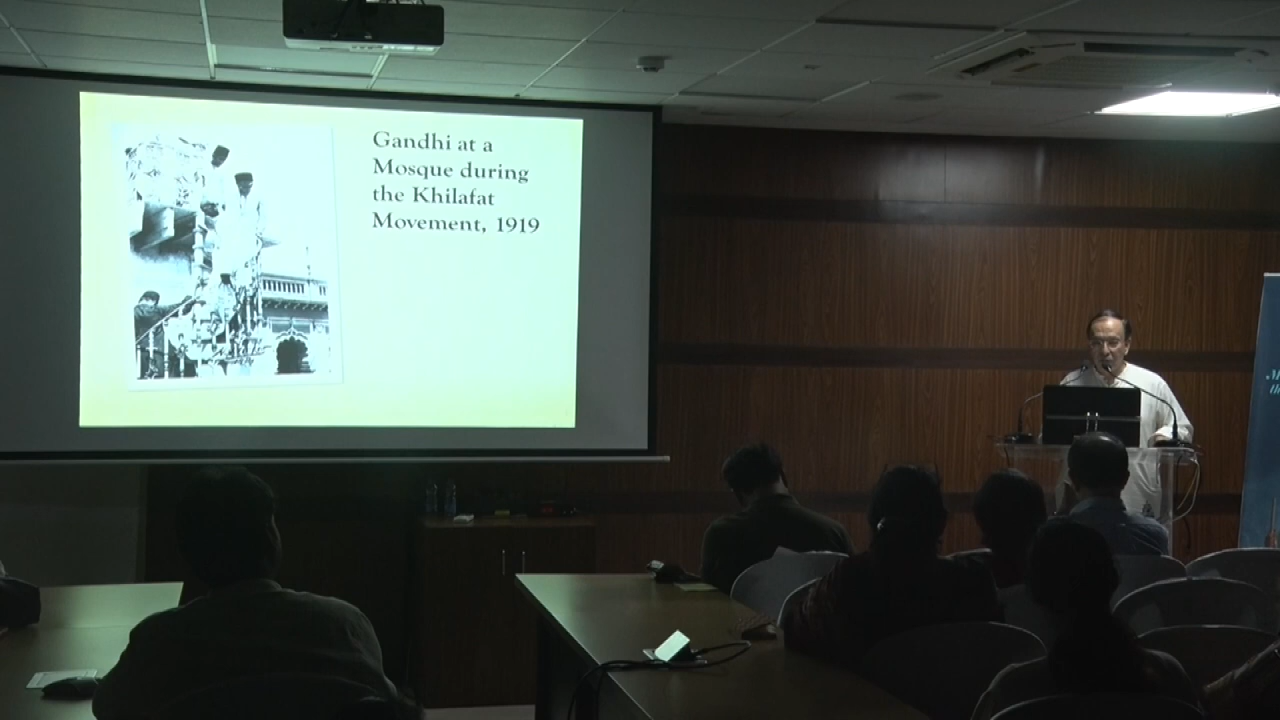 Gandhi at a
Mosque during
the Khilafat
Movement, 1919